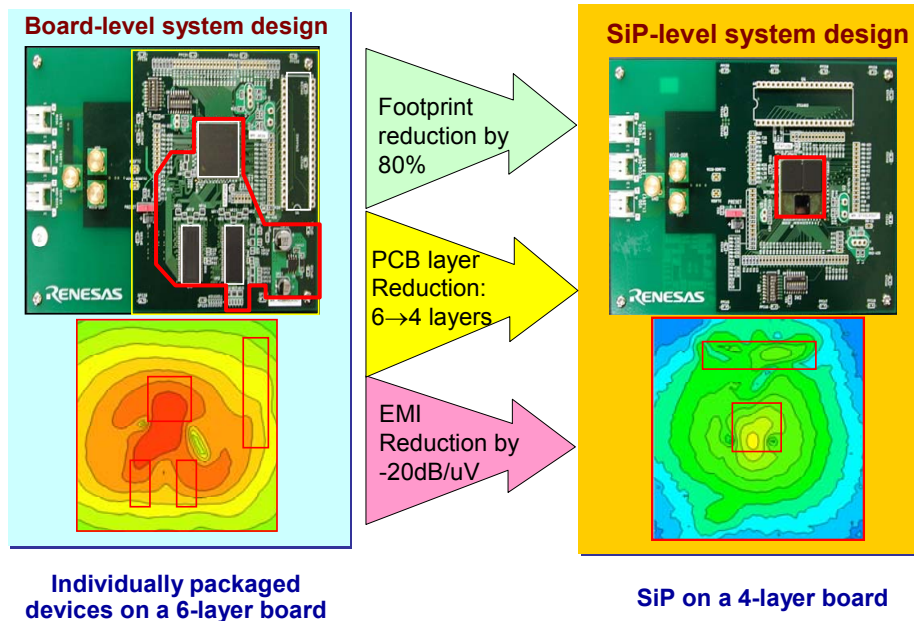 Board-level system design
RENESAS
Individually packaged
devices on a 6-layer board
Footprint
reduction by
80%
PCB layer
Reduction:
6→4 layers
EMI
Reduction by
-20dB/uV
SiP-level system design
RENESAS
SiP on a 4-layer board